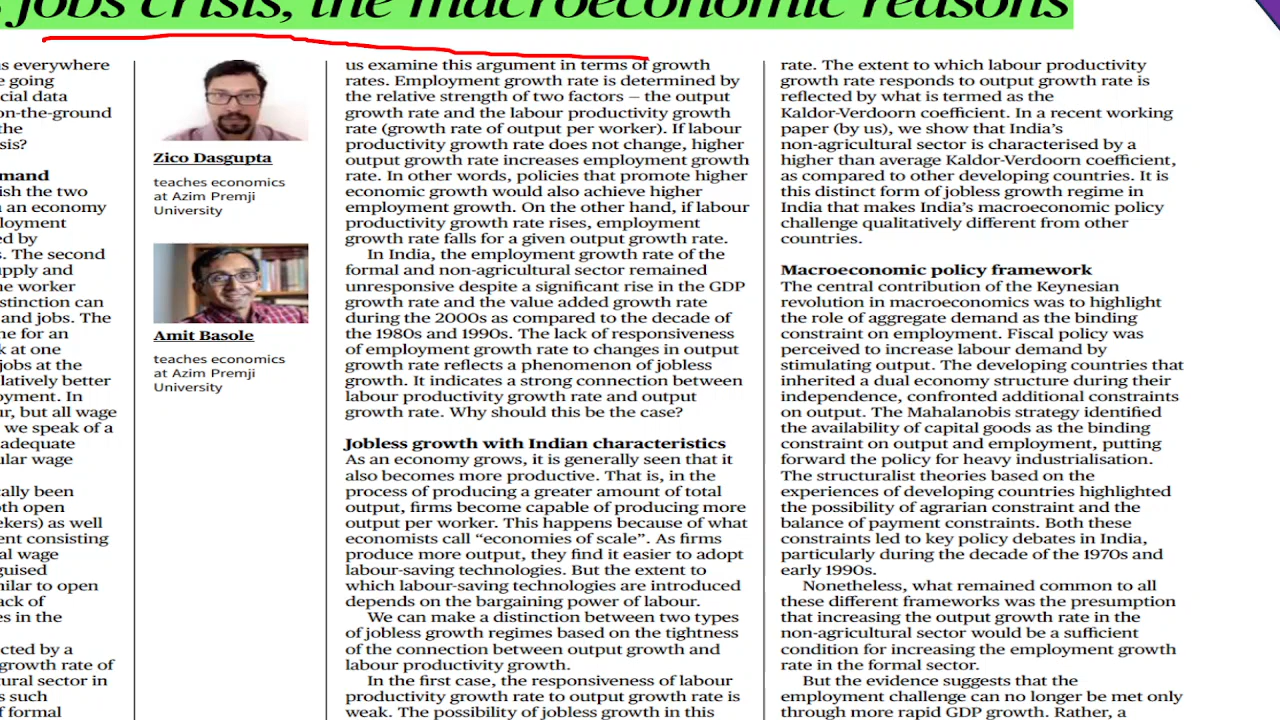 s jobs crisis, the macroeconomic reasons
s everywhere
e going
cial data
on-the-ground
the
sis?
mand
ish the two
an economy
loyment
ed by
s. The second
upply and
he worker
stinction can
and jobs. The
ne for an
k at one
jobs at the
latively better
oyment. In
ur, but all wage
we speak of a
adequate
ular wage
cally been
oth open
ekers) as well
ent consisting
al wage
guised
milar to open
ack of
es in the
cted by a
growth rate of
tural sector in
s such
f formal
Zico Dasgupta
teaches economics
at Azim Premji
University
Amit Basole
teaches economics
at Azim Premji
University
us examine this argument in terms of growth
rates. Employment growth rate is determined by
the relative strength of two factors — the output
growth rate and the labour productivity growth
rate (growth rate of output per worker). If labour
productivity growth rate does not change, higher
output growth rate increases employment growth
rate. In other words, policies that promote higher
economic growth would also achieve higher
employment growth. On the other hand, if labour
productivity growth rate rises, employment
growth rate falls for a given output growth rate.
In India, the employment growth rate of the
formal and non-agricultural sector remained
unresponsive despite a significant rise in the GDP
growth rate and the value added growth rate
during the 2000s as compared to the decade of
the 1980s and 1990s. The lack of responsiveness
of employment growth rate to changes in output
growth rate reflects a phenomenon of jobless
growth. It indicates a strong connection between
labour productivity growth rate and output
growth rate. Why should this be the case?
Jobless growth with Indian characteristics
As an economy grows, it is generally seen that it
also becomes more productive. That is, in the
process of producing a greater amount of total
output, firms become capable of producing more
output per worker. This happens because of what
economists call “economies of scale”. As firms
produce more output, they find it easier to adopt
labour-saving technologies. But the extent to
which labour-saving technologies are introduced
depends on the bargaining power of labour.
We can make a distinction between two types
of jobless growth regimes based on the tightness
of the connection between output growth and
labour productivity growth.
In the first case, the responsiveness of labour
productivity growth rate to output growth rate is
weak. The possibility of jobless growth in this
rate. The extent to which labour productivity
growth rate responds to output growth rate is
reflected by what is termed as the
Kaldor-Verdoorn coefficient. In a recent working
paper (by us), we show that India’s
non-agricultural sector is characterised by a
higher than average Kaldor-Verdoorn coefficient,
as compared to other developing countries. It is
this distinct form of jobless growth regime in
India that makes India’s macroeconomic policy
challenge qualitatively different from other
countries.
Macroeconomic policy framework
The central contribution of the Keynesian
revolution in macroeconomics was to highlight
the role of aggregate demand as the binding
constraint on employment. Fiscal policy was
perceived to increase labour demand by
stimulating output. The developing countries that
inherited a dual economy structure during their
independence, confronted additional constraints
on output. The Mahalanobis strategy identified
the availability of capital goods as the binding
constraint on output and employment, putting
forward the policy for heavy industrialisation.
The structuralist theories based on the
experiences of developing countries highlighted
the possibility of agrarian constraint and the
balance of payment constraints. Both these
constraints led to key policy debates in India,
particularly during the decade of the 1970s and
early 1990s.
Nonetheless, what remained common to all
these different frameworks was the presumption
that increasing the output growth rate in the
non-agricultural sector would be a sufficient
condition for increasing the employment growth
rate in the formal sector.
But the evidence suggests that the
employment challenge can no longer be met only
through more rapid GDP growth. Rather, a